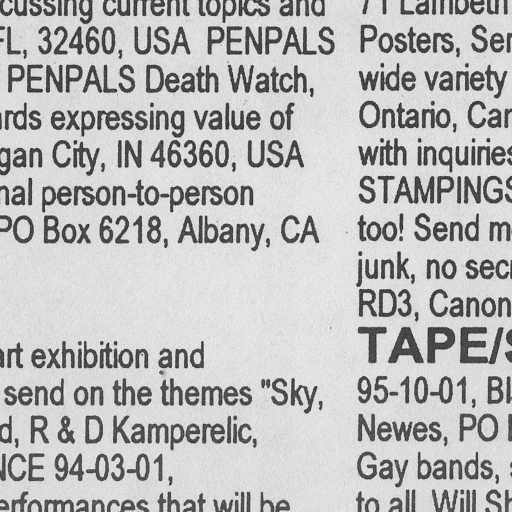 cussing current topics and
FL, 32460, USA PENPALS
PENPALS Death Watch,
rds expressing value of
gan City, IN 46360, USA
nal person-to-person
PO Box 6218, Albany, CA
art exhibition and
send on the themes "Sky,
d, R & D Kamperelic,
NCE 94-03-01,
erformances that will be
71 Lambeth
Posters, Ser
wide variety
Ontario, Can
with inquiries
STAMPINGS
too! Send m
junk, no secr
RD3, Canon
TAPE/S
95-10-01, Bl
Newes, PO
Gay bands,
to all. Will Sh